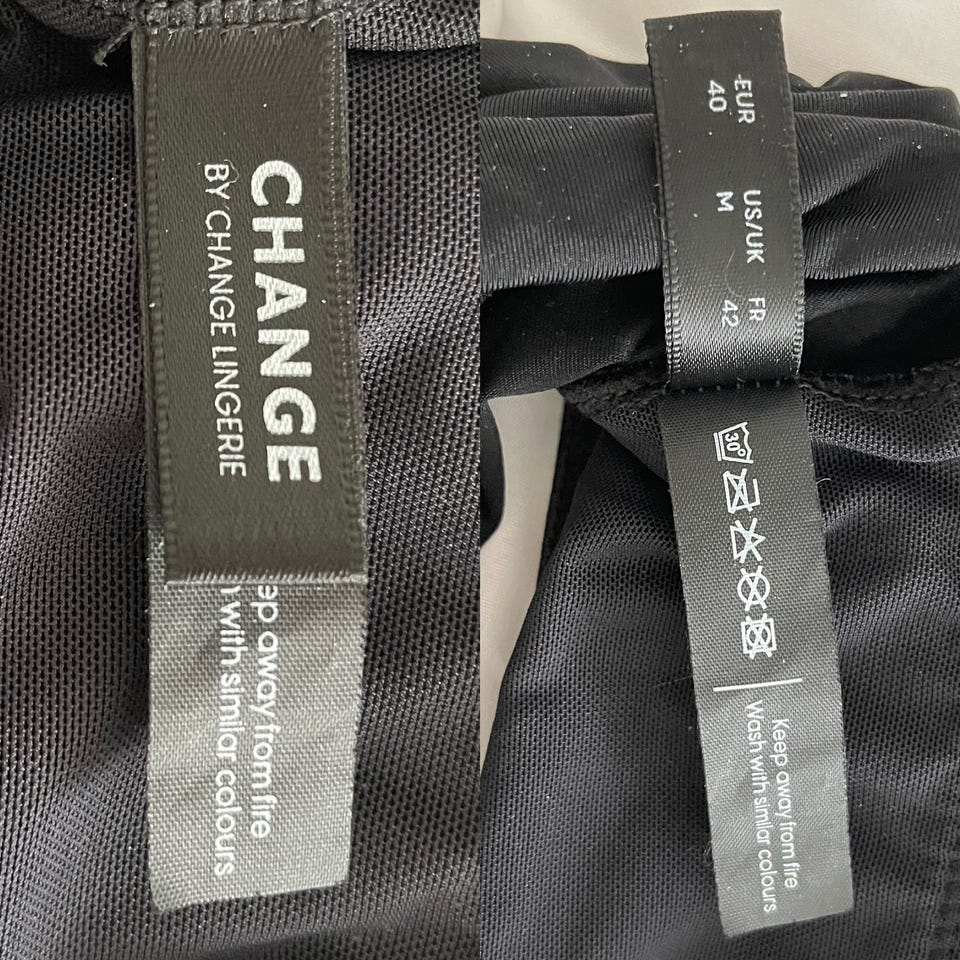 CHANGE
BY CHANGE LINGERIE
ep away from fire
with similar colours
EUR US/UK FR
40 M 42
30°
Keep away from fire
Wash with similar colours